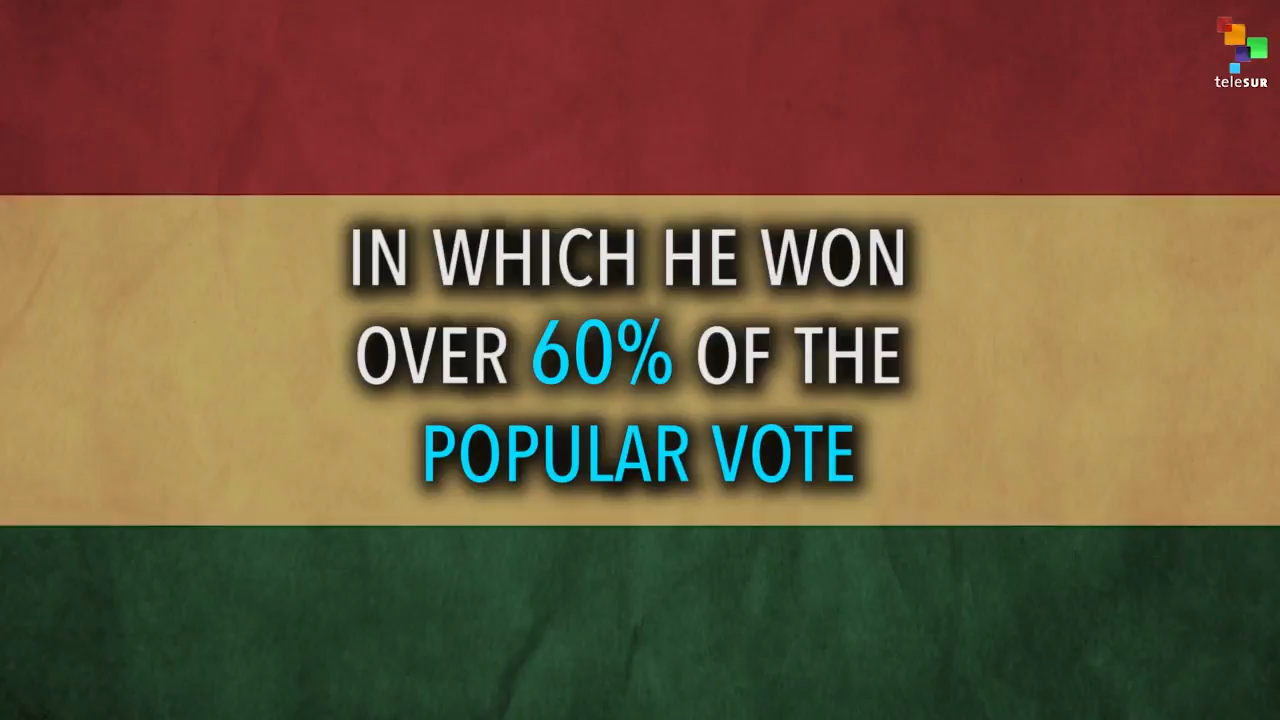 teleSUR
IN WHICH HE WON
OVER 60% OF THE
POPULAR VOTE